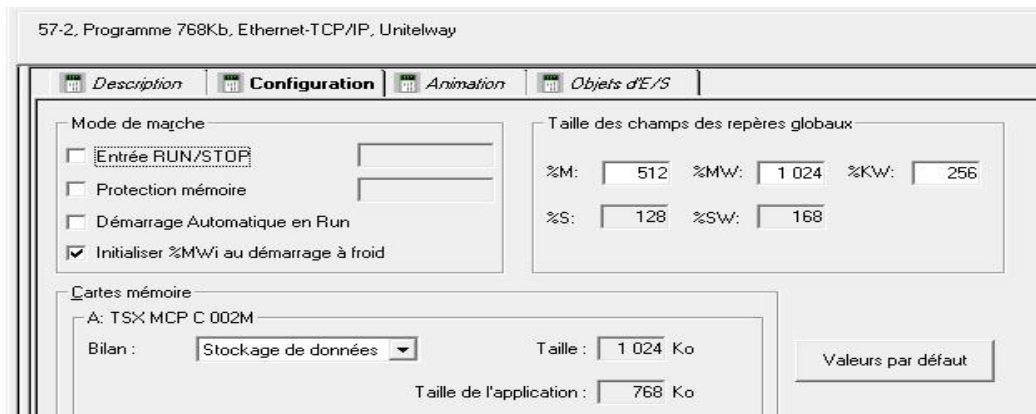 57-2, Programme 768Kb, Ethernet-TCP/IP, Unitelway
Description Configuration Animation Objets d'E/S
Mode de marche
Entrée RUN/STOP
Protection mémoire
Démarrage Automatique en Run
Initialiser %MWi au démarrage à froid
Taille des champs des repères globaux
%M: 512 %MW: 1 024 %KW: 256
%S: 128 %SW: 168
Cartes mémoire
A: TSX MCP C 002M
Bilan : Stockage de données Taille : 1 024 Ko
Taille de l'application : 768 Ko
Valeurs par défaut